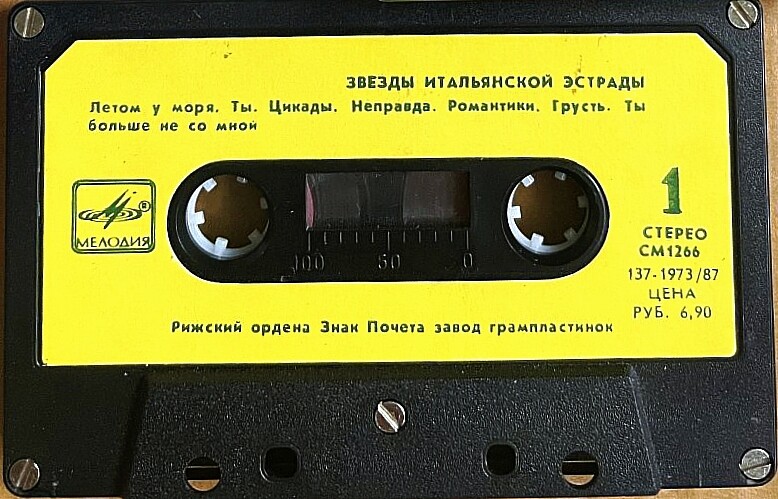 ЗВЕЗДЫ ИТАЛЬЯНСКОЙ ЭСТРАДЫ
Летом у моря. Ты. Цикады. Неправда. Романтики. Грусть. Ты
больше не со мной
1
® 
МЕЛОДИЯ
СТЕРЕО
СМ1266
137-1973/87
ЦЕНА
РУБ. 6,90
100 50 0
Рижский ордена Знак Почета завод грампластинок